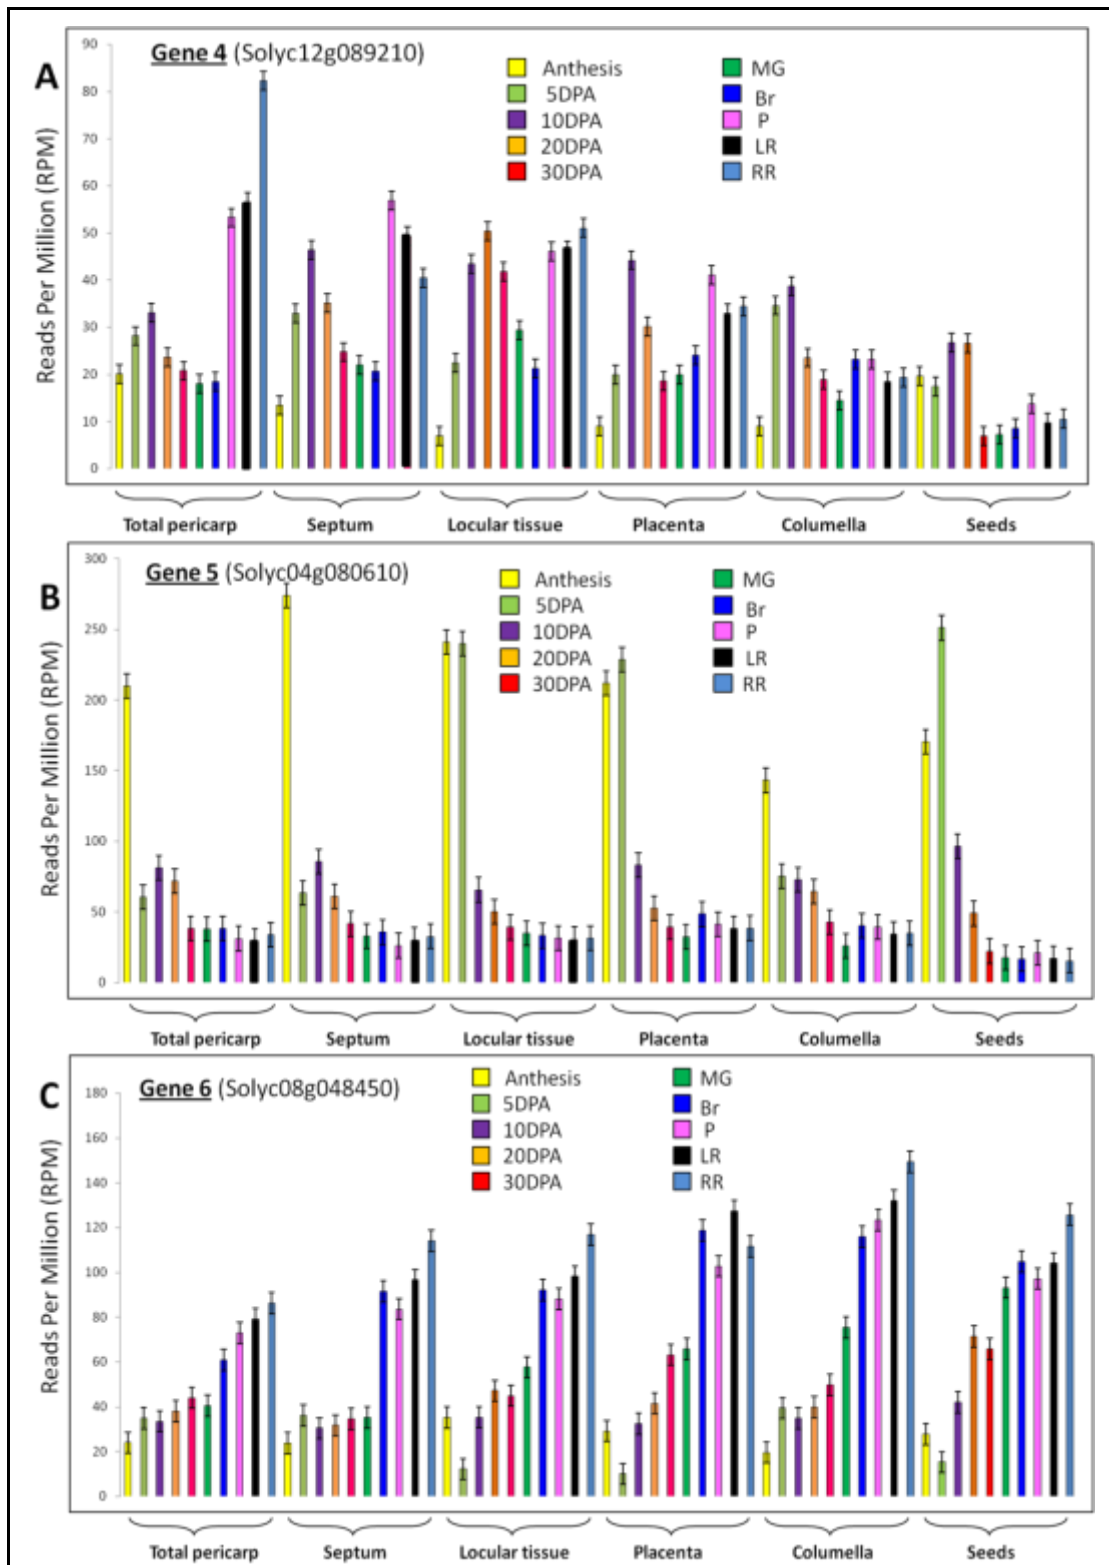 A
Gene 4 (Solyc12g089210)
Reads Per Million (RPM)
90
80
70
60
50
40
30
20
10
0
Anthesis
5DPA
10DPA
20DPA
30DPA
MG
Br
P
LR
RR
Total pericarp Septum Locular tissue Placenta Columella Seeds
B
Gene 5 (Solyc04g080610)
Reads Per Million (RPM)
300
250
200
150
100
50
0
Anthesis
5DPA
10DPA
20DPA
30DPA
MG
Br
P
LR
RR
Total pericarp Septum Locular tissue Placenta Columella Seeds
C
Gene 6 (Solyc08g048450)
Reads Per Million (RPM)
180
160
140
120
100
80
60
40
20
0
Anthesis
5DPA
10DPA
20DPA
30DPA
MG
Br
P
LR
RR
Total pericarp Septum Locular tissue Placenta Columella Seeds